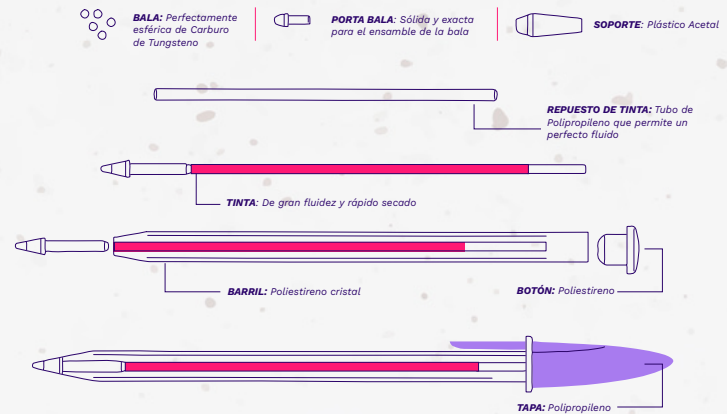 BALA: Perfectamente
esférica de Carburo
de Tungsteno
PORTA BALA: Sólida y exacta
para el ensamble de la bala
SOPORTE: Plástico Acetal
REPUESTO DE TINTA: Tubo de
Polipropileno que permite un
perfecto fluido
TINTA: De gran fluidez y rápido secado
BARRIL: Poliestireno cristal
BOTÓN: Poliestireno
TAPA: Polipropileno